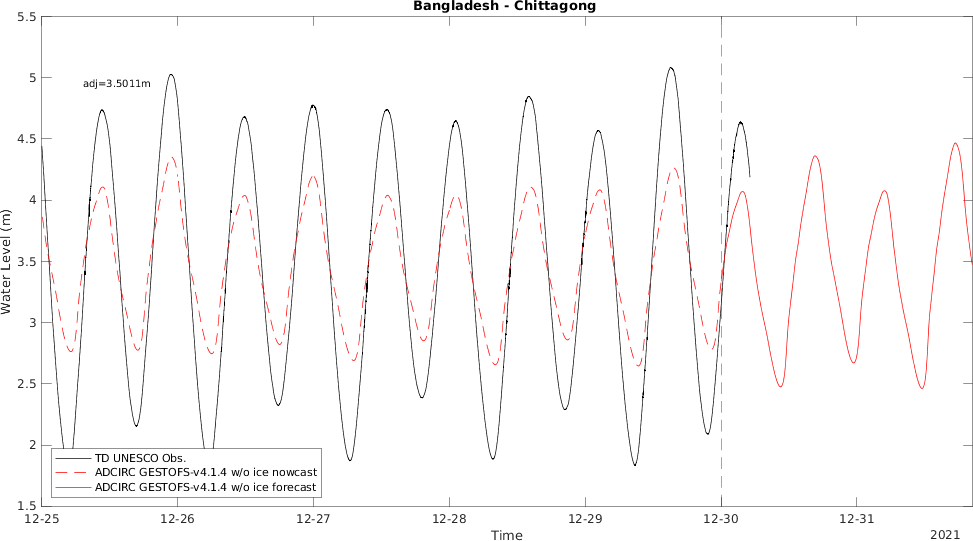 Bangladesh - Chittagong
5.5
5
4.5
4
3.5
3
2.5
2
1.5
Water Level (m)
adj=3.5011m
TD UNESCO Obs.
ADCIRC GESTOFS-v4.1.4 w/o ice nowcast
ADCIRC GESTOFS-v4.1.4 w/o ice forecast
12-25 12-26 12-27 12-28 12-29 12-30 12-31
Time
2021